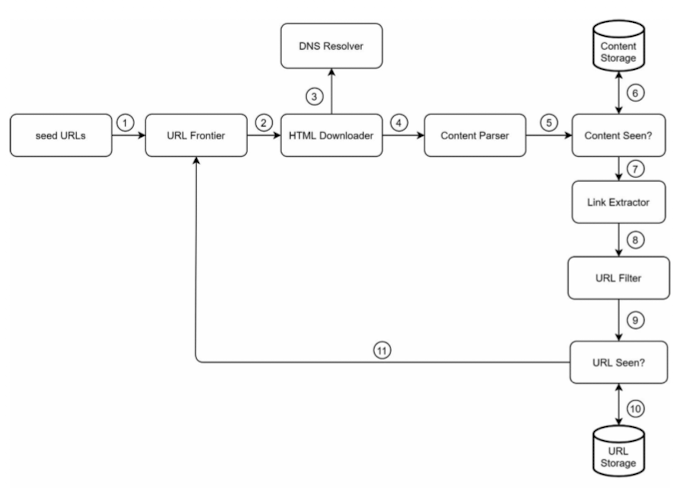 DNS Resolver
Content
Storage
3
6
1
2
4
5
seed URLs
URL Frontier
HTML Downloader
Content Parser
Content Seen?
7
Link Extractor
8
URL Filter
9
11
URL Seen?
10
URL
Storage